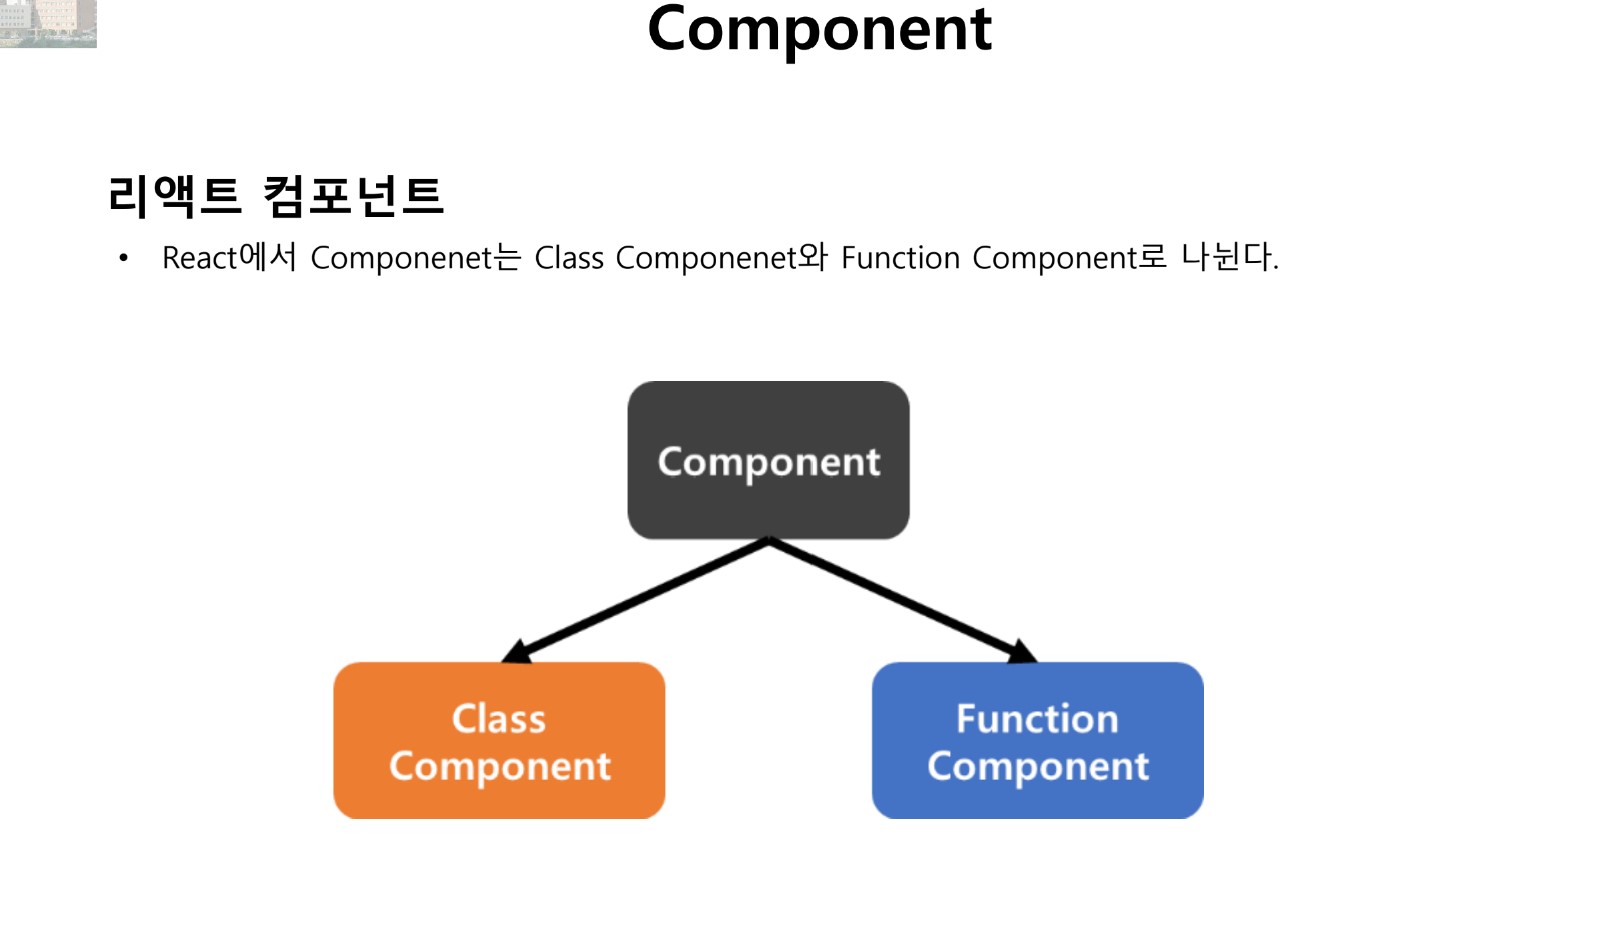 Component
리액트 컴포넌트
• React에서 Componenet는 Class Componenet와 Function Component로 나뉜다.
Component
Class
Component
Function
Component